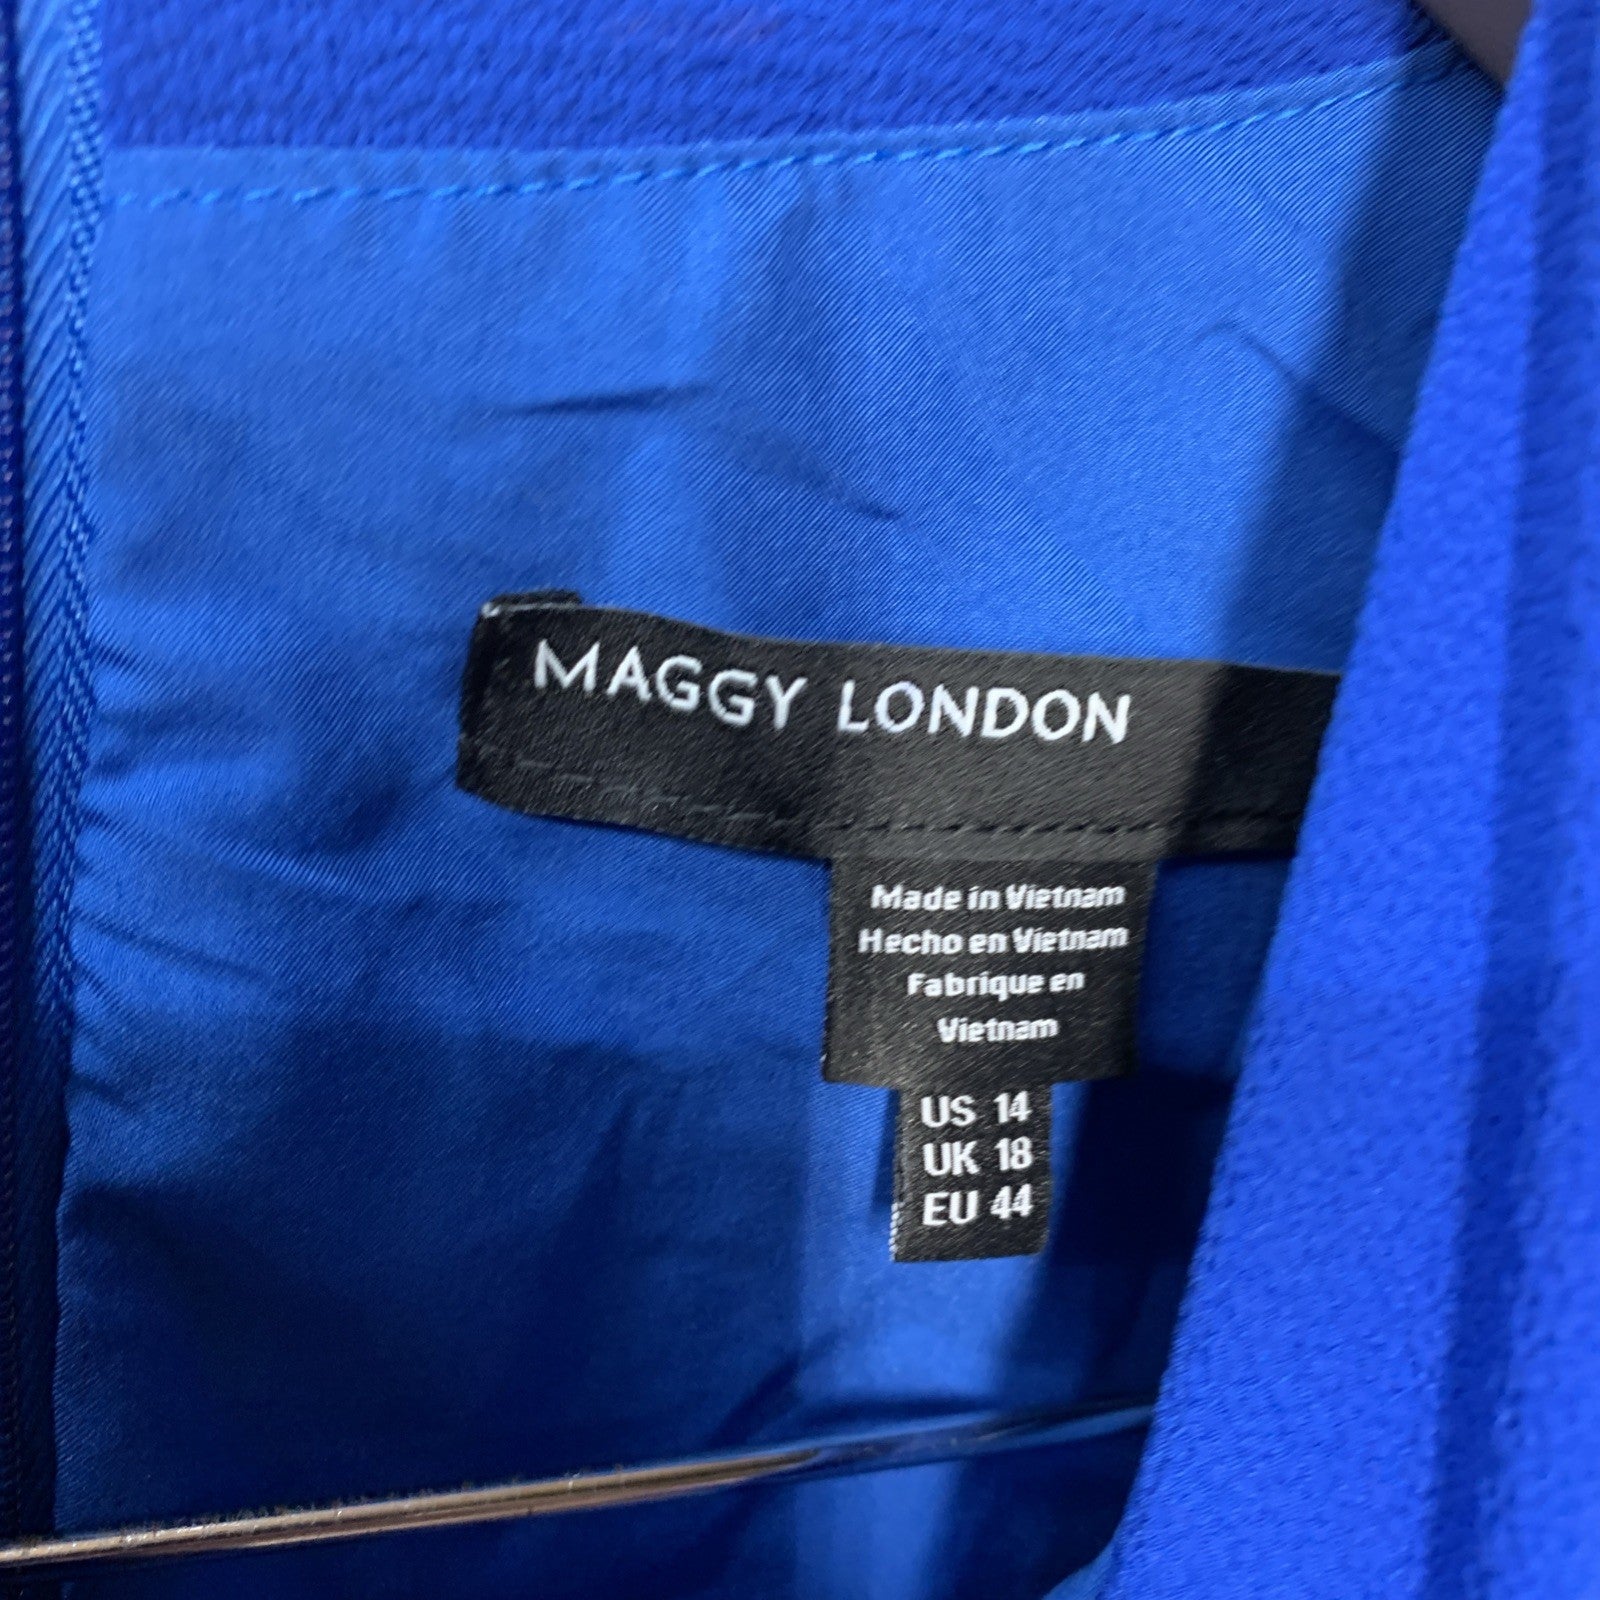 MAGGY LONDON
Made in Vietnam
Hecho en Vietnam
Fabrique en
Vietnam
US 14
UK 18
EU 44